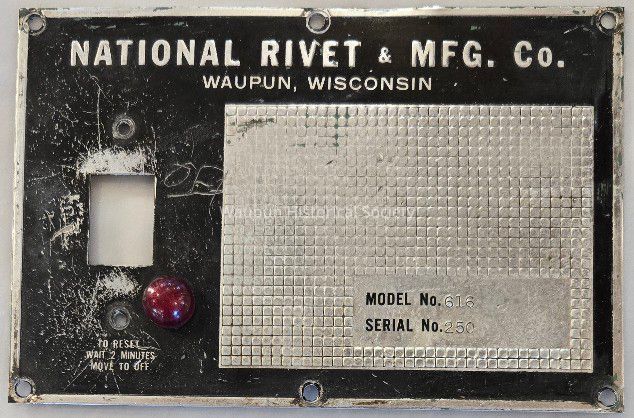 NATIONAL RIVET & MFG. Co.
WAUPUN, WISCONSIN
Waupun Historical Society
MODEL No. 616
SERIAL No. 250
TO RESET
WAIT 2 MINUTES
MOVE TO OFF